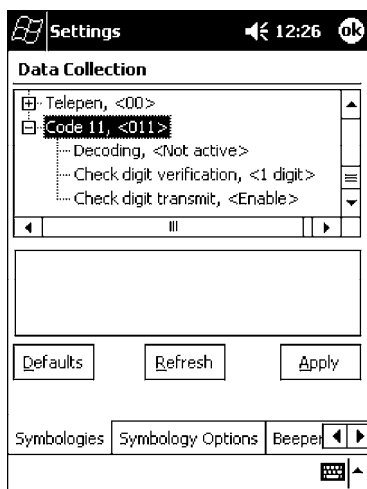 Settings 12:26 ok
Data Collection
Telepen, <00>
Code 11, <011>
Decoding, <Not active>
Check digit verification, <1 digit>
Check digit transmit, <Enable>
Defaults Refresh Apply
Symbologies Symbology Options Beeper